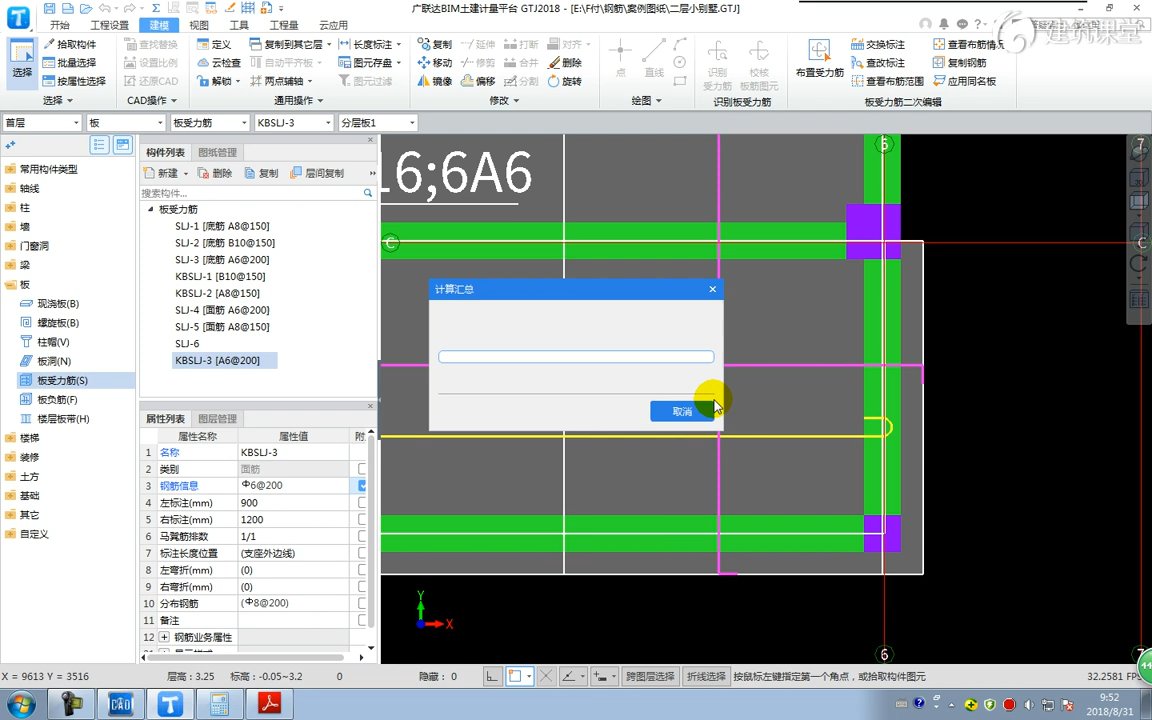 广联达BIM土建计量平台 GTJ2018 - [E:\F付\钢筋\案例图纸\二层小别墅.GTJ]
开始 工程设置 建模 视图 工具 工程量 云应用
选择 拾取构件 批量选择 按属性选择
选择
查找替换 设置比例 还原CAD
CAD操作
定义 云检查 解锁
复制到其它层 自动平齐板 两点辅轴
长度标注 图元存盘 图元过滤
通用操作
复制 移动 镜像
延伸 修剪 偏移
打断 合并 分割
对齐 删除 旋转
修改
点 直线
绘图
识别受力筋 校核板筋图元
识别板受力筋
布置受力筋
交换标注 查改标注 查看布筋范围
查看布筋情况 复制钢筋 应用同名板
板受力筋二次编辑
建筑课堂
首层 板 板受力筋 KBSLJ-3 分层板1
常用构件类型
轴线
柱
墙
门窗洞
梁
板
现浇板(B)
螺旋板(B)
柱帽(V)
板洞(N)
板受力筋(S)
板负筋(F)
楼层板带(H)
楼梯
装修
土方
基础
其它
自定义
构件列表 图纸管理
新建 删除 复制 层间复制
搜索构件...
板受力筋
SLJ-1 [底筋 A8@150]
SLJ-2 [底筋 B10@150]
SLJ-3 [底筋 A6@200]
KBSLJ-1 [B10@150]
KBSLJ-2 [A8@150]
SLJ-4 [面筋 A6@200]
SLJ-5 [面筋 A8@150]
SLJ-6
KBSLJ-3 [A6@200]
属性列表 图层管理
属性名称 属性值 附
1 名称 KBSLJ-3
2 类别 面筋
3 钢筋信息 Φ6@200
4 左标注(mm) 900
5 右标注(mm) 1200
6 马凳筋排数 1/1
7 标注长度位置 (支座外边线)
8 左弯折(mm) (0)
9 右弯折(mm) (0)
10 分布钢筋 (Φ8@200)
11 备注
12 钢筋业务属性
16;6A6
C
6
7
C
计算汇总
取消
Y
X
6
7
44
X = 9613 Y = 3516 层高：3.25 标高：-0.05~3.2 0 隐藏：0 跨图层选择 折线选择 按鼠标左键指定第一个角点，或拾取构件图元 32.2581 FPS
CAD
9:52
2018/8/31